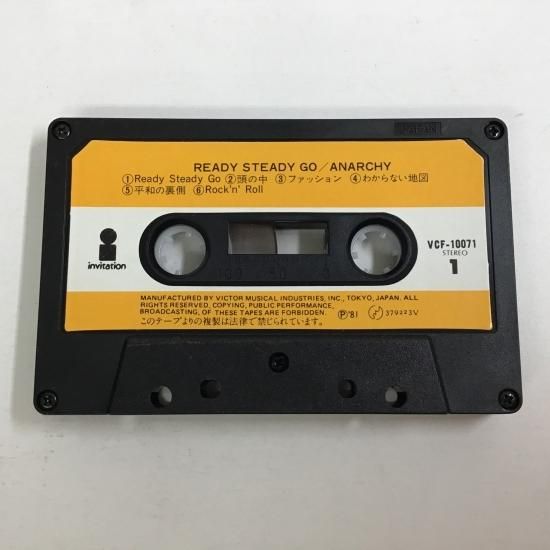 READY STEADY GO/ANARCHY
①Ready Steady Go ②頭の中 ③ファッション ④わからない地図
⑤平和の裏側 ⑥Rock'n' Roll
invitation
VCF-10071
STEREO
1
100 50 0
MANUFACTURED BY VICTOR MUSICAL INDUSTRIES, INC., TOKYO, JAPAN. ALL
RIGHTS RESERVED, COPYING, PUBLIC PERFORMANCE,
BROADCASTING, OF THESE TAPES ARE FORBIDDEN.
このテープよりの複製は法律で禁じられています。
Ⓟ'81
379223V